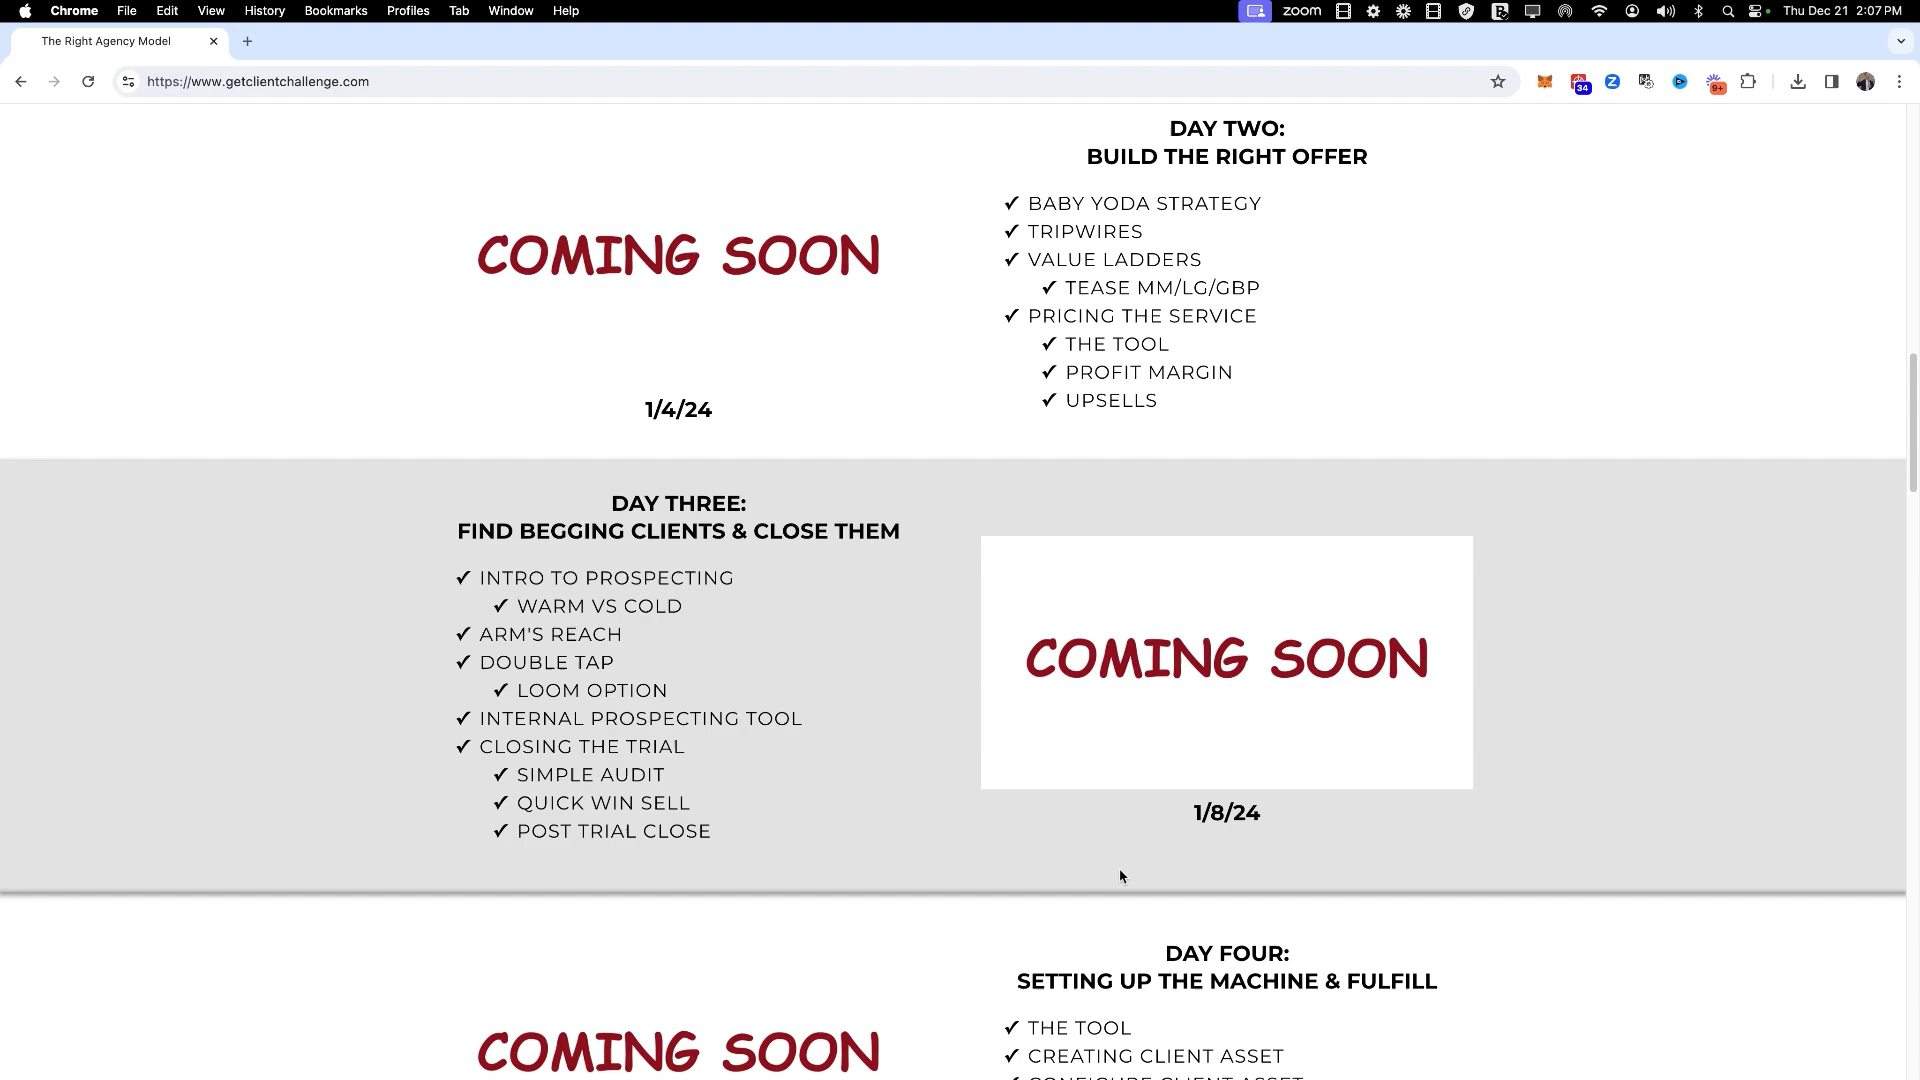 Chrome File Edit View History Bookmarks Profiles Tab Window Help
zoom
Thu Dec 21 2:07 PM
The Right Agency Model
https://www.getclientchallenge.com
34
9+
DAY TWO:
BUILD THE RIGHT OFFER
✓ BABY YODA STRATEGY
✓ TRIPWIRES
✓ VALUE LADDERS
✓ TEASE MM/LG/GBP
✓ PRICING THE SERVICE
✓ THE TOOL
✓ PROFIT MARGIN
✓ UPSELLS
COMING SOON
1/4/24
DAY THREE:
FIND BEGGING CLIENTS & CLOSE THEM
✓ INTRO TO PROSPECTING
✓ WARM VS COLD
✓ ARM'S REACH
✓ DOUBLE TAP
✓ LOOM OPTION
✓ INTERNAL PROSPECTING TOOL
✓ CLOSING THE TRIAL
✓ SIMPLE AUDIT
✓ QUICK WIN SELL
✓ POST TRIAL CLOSE
COMING SOON
1/8/24
DAY FOUR:
SETTING UP THE MACHINE & FULFILL
✓ THE TOOL
✓ CREATING CLIENT ASSET
✓ CONFIGURE CLIENT ASSET
COMING SOON